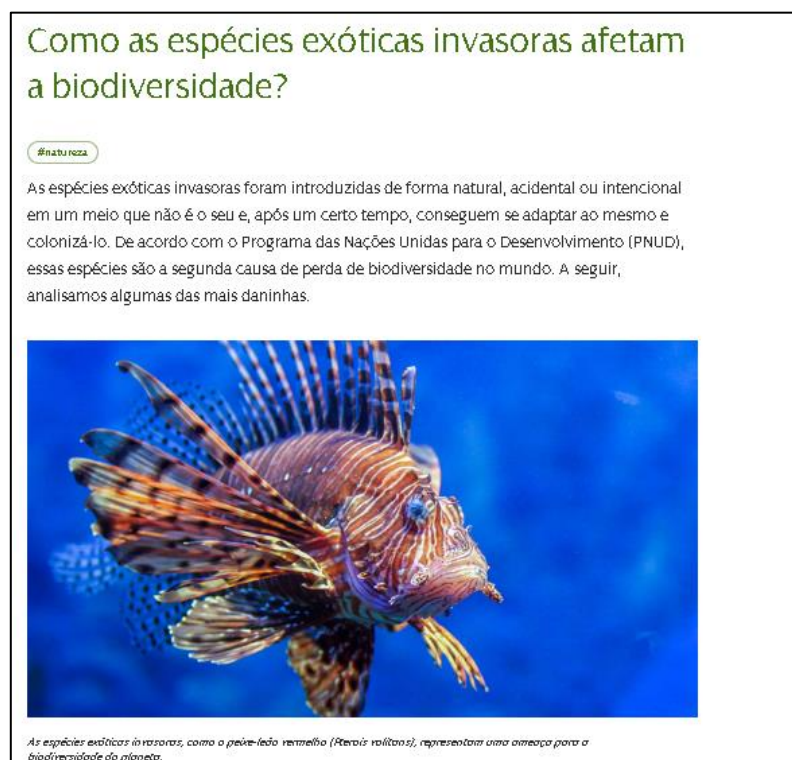 Como as espécies exóticas invasoras afetam
a biodiversidade?
#natureza
As espécies exóticas invasoras foram introduzidas de forma natural, acidental ou intencional
em um meio que não é o seu e, após um certo tempo, conseguem se adaptar ao mesmo e
colonizá-lo. De acordo com o Programa das Nações Unidas para o Desenvolvimento (PNUD),
essas espécies são a segunda causa de perda de biodiversidade no mundo. A seguir,
analisamos algumas das mais daninhas.
As espécies exóticas invasoras, como o peixe-leão vermelho (Pterois volitans), representam uma ameaça para a
biodiversidade do planeta.